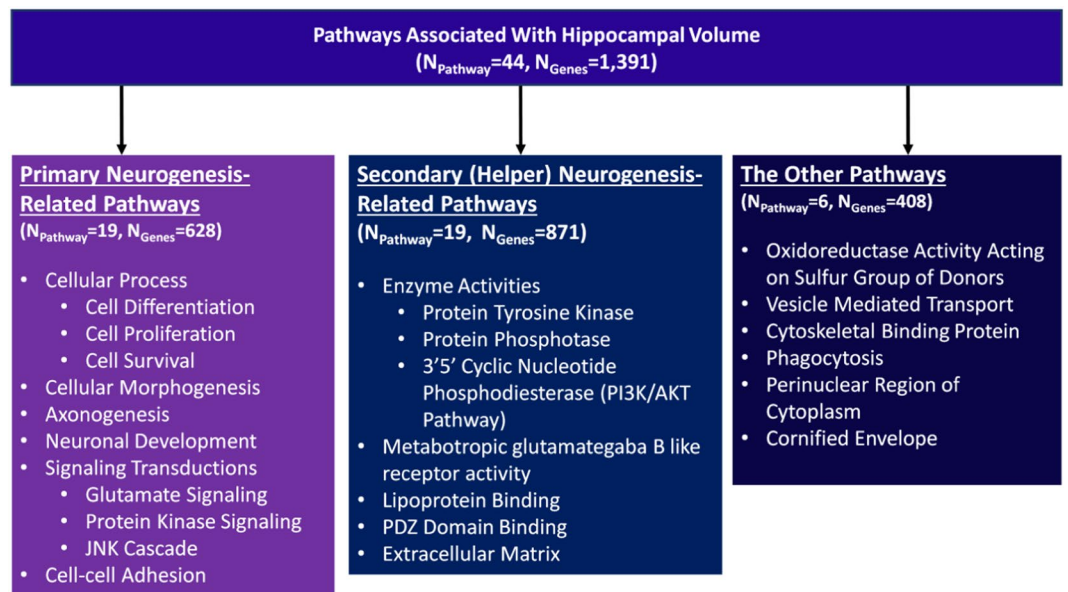 Pathways Associated With Hippocampal Volume
(NPathway=44, NGenes=1,391)
Primary Neurogenesis-
Related Pathways
(NPathway=19, NGenes=628)
• Cellular Process
• Cell Differentiation
• Cell Proliferation
• Cell Survival
• Cellular Morphogenesis
• Axonogenesis
• Neuronal Development
• Signaling Transductions
• Glutamate Signaling
• Protein Kinase Signaling
• JNK Cascade
• Cell-cell Adhesion
Secondary (Helper) Neurogenesis-
Related Pathways
(NPathway=19, NGenes=871)
• Enzyme Activities
• Protein Tyrosine Kinase
• Protein Phosphotase
• 3'5' Cyclic Nucleotide
Phosphodiesterase (PI3K/AKT
Pathway)
• Metabotropic glutamategaba B like
receptor activity
• Lipoprotein Binding
• PDZ Domain Binding
• Extracellular Matrix
The Other Pathways
(NPathway=6, NGenes=408)
• Oxidoreductase Activity Acting
on Sulfur Group of Donors
• Vesicle Mediated Transport
• Cytoskeletal Binding Protein
• Phagocytosis
• Perinuclear Region of
Cytoplasm
• Cornified Envelope